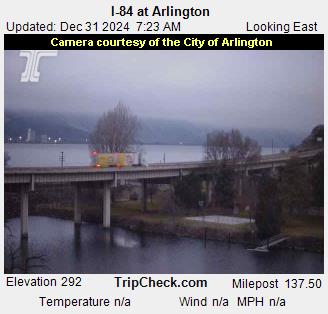 I-84 at Arlington
Updated: Dec 31 2024 7:23 AM Looking East
Camera courtesy of the City of Arlington
Elevation 292 TripCheck.com Milepost 137.50
Temperature n/a Wind n/a MPH n/a